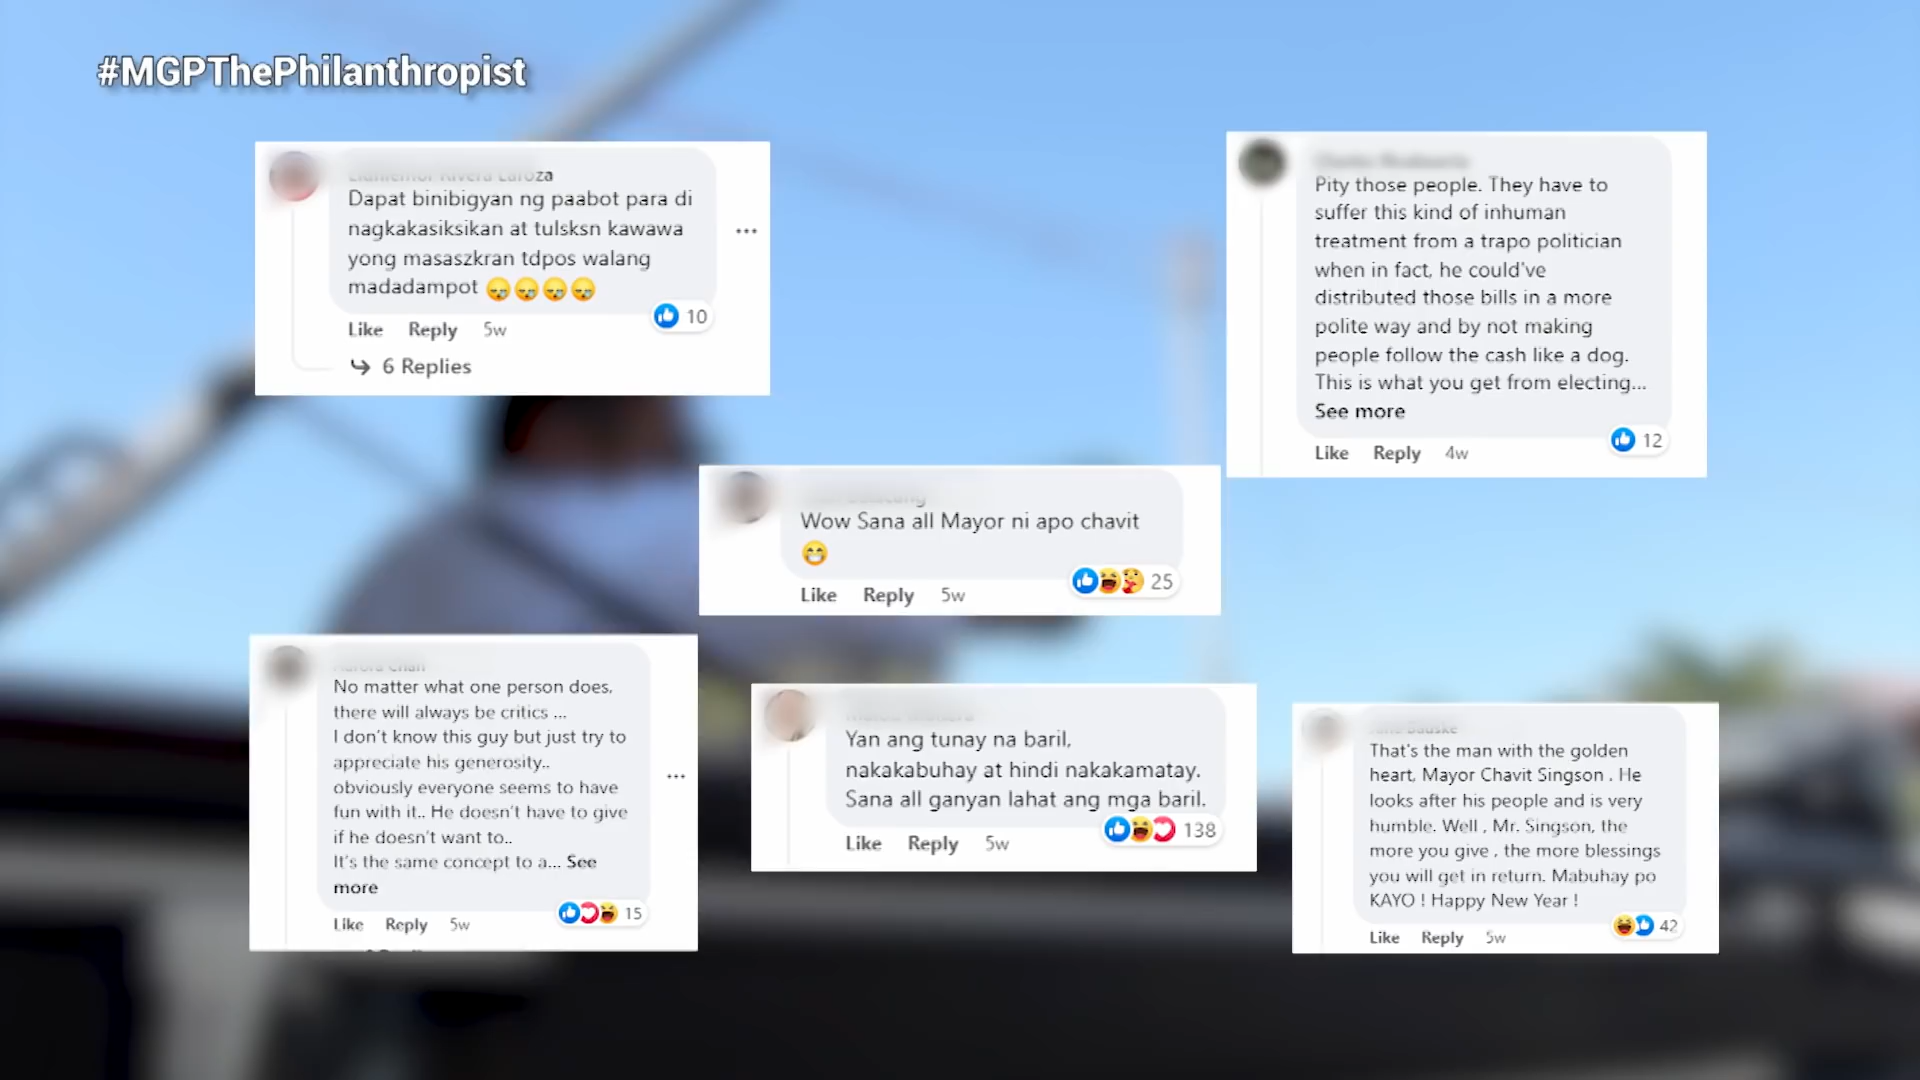 #MGPThePhilanthropist
Dapat binibigyan ng paabot para di
nagkakasiksikan at tulsksn kawawa
yong masaszkran tdpos walang
madadampot 😪😪😪😪
10
Like Reply 5w
6 Replies
Pity those people. They have to
suffer this kind of inhuman
treatment from a trapo politician
when in fact, he could've
distributed those bills in a more
polite way and by not making
people follow the cash like a dog.
This is what you get from electing...
See more
12
Like Reply 4w
Wow Sana all Mayor ni apo chavit
😁
25
Like Reply 5w
No matter what one person does,
there will always be critics ...
I don't know this guy but just try to
appreciate his generosity..
obviously everyone seems to have
fun with it.. He doesn't have to give
if he doesn't want to..
It's the same concept to a... See
more
15
Like Reply 5w
Yan ang tunay na baril,
nakakabuhay at hindi nakakamatay.
Sana all ganyan lahat ang mga baril.
138
Like Reply 5w
That's the man with the golden
heart, Mayor Chavit Singson . He
looks after his people and is very
humble. Well , Mr. Singson, the
more you give , the more blessings
you will get in return. Mabuhay po
KAYO ! Happy New Year !
42
Like Reply 5w